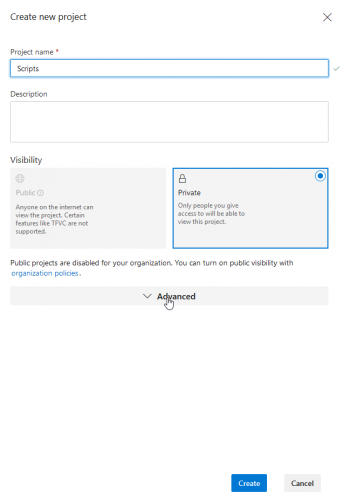 Create new project
Project name *
Scripts
Description
Visibility
Public
Anyone on the internet can
view the project. Certain
features like TFVC are not
supported.
Private
Only people you give
access to will be able to
view this project.
Public projects are disabled for your organization. You can turn on public visibility with
organization policies.
Advanced
Create
Cancel